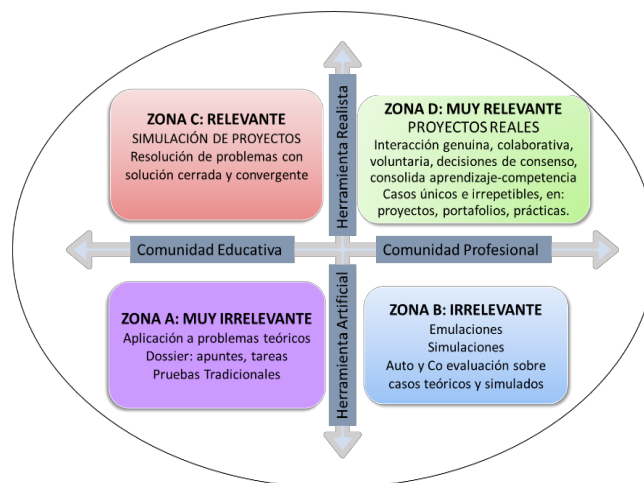 Herramienta Realista
ZONA C: RELEVANTE
SIMULACIÓN DE PROYECTOS
Resolución de problemas con
solución cerrada y convergente
ZONA D: MUY RELEVANTE
PROYECTOS REALES
Interacción genuina, colaborativa,
voluntaria, decisiones de consenso,
consolida aprendizaje-competencia
Casos únicos e irrepetibles, en:
proyectos, portafolios, prácticas.
Comunidad Educativa
Comunidad Profesional
ZONA A: MUY IRRELEVANTE
Aplicación a problemas teóricos
Dossier: apuntes, tareas
Pruebas Tradicionales
Herramienta Artificial
ZONA B: IRRELEVANTE
Emulaciones
Simulaciones
Auto y Co evaluación sobre
casos teóricos y simulados